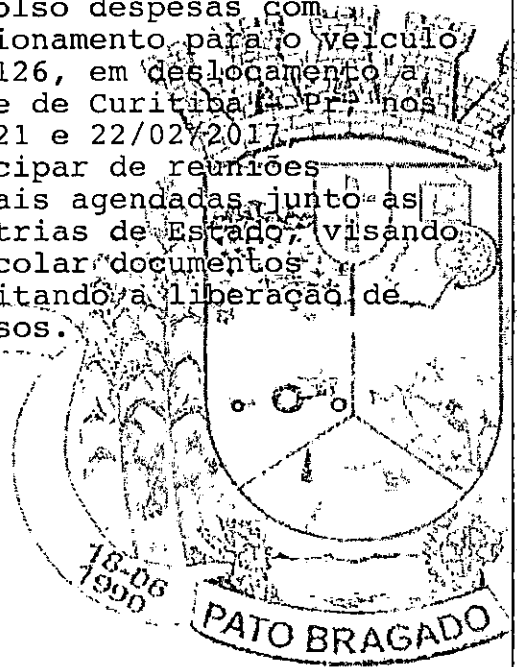 olso despesas com
ionamento para o veículo
126, em deslocamento a
e de Curitiba - Pr, nos
21 e 22/02/2017,
cipar de reuniões
ais agendadas junto as
trias de Estado, visando
colar documentos
itando a liberação de
sos.
18-06
1990
PATO BRAGADO